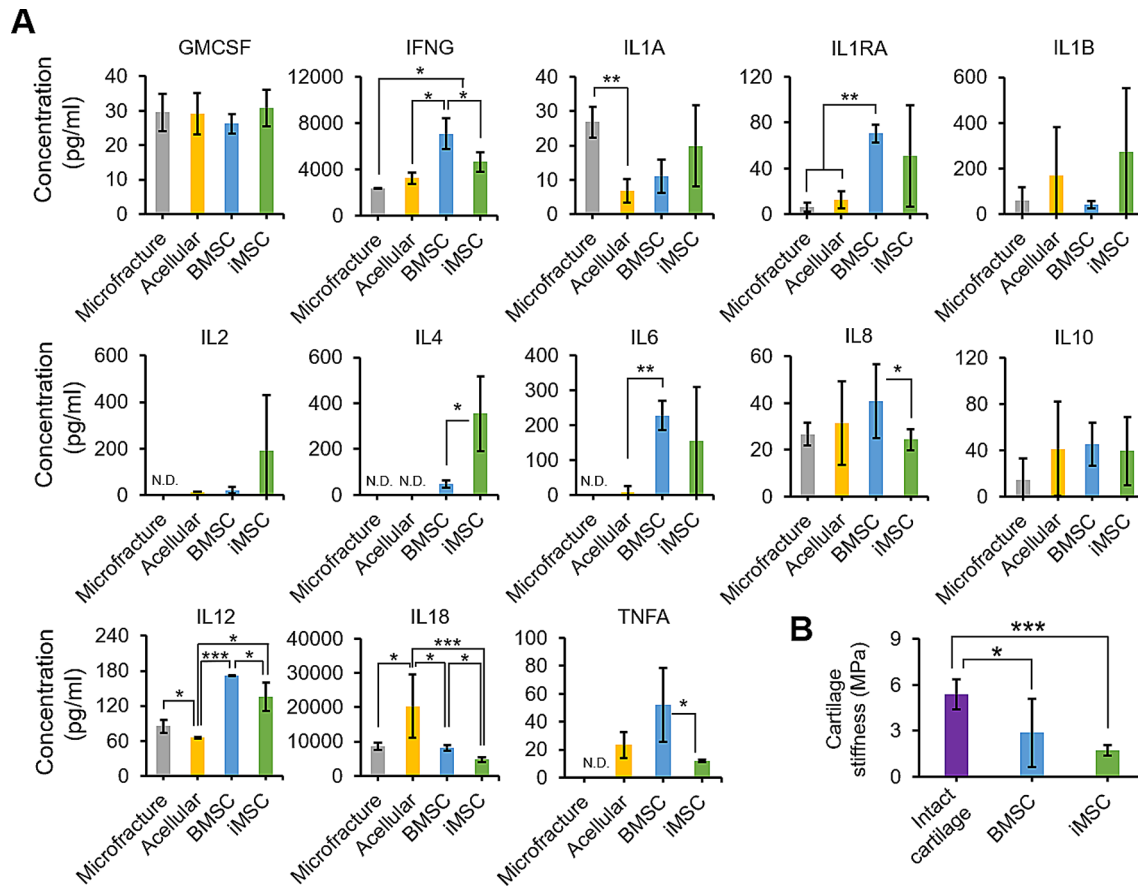 A
GMCSF IFNG IL1A IL1RA IL1B
Concentration
(pg/ml)
40 30 20 10 0
12000 8000 4000 0
40 30 20 10 0
120 80 40 0
600 400 200 0
* * *
**
**
Microfracture Acellular BMSC iMSC
Microfracture Acellular BMSC iMSC
Microfracture Acellular BMSC iMSC
Microfracture Acellular BMSC iMSC
Microfracture Acellular BMSC iMSC
IL2 IL4 IL6 IL8 IL10
Concentration
(pg/ml)
600 400 200 0
600 400 200 0
400 300 200 100 0
60 40 20 0
120 80 40 0
N.D.
N.D. N.D. *
N.D. **
*
Microfracture Acellular BMSC iMSC
Microfracture Acellular BMSC iMSC
Microfracture Acellular BMSC iMSC
Microfracture Acellular BMSC iMSC
Microfracture Acellular BMSC iMSC
IL12 IL18 TNFA
Concentration
(pg/ml)
240 180 120 60 0
40000 30000 20000 10000 0
100 80 60 40 20 0
* *** * *
* *** * *
N.D. *
Microfracture Acellular BMSC iMSC
Microfracture Acellular BMSC iMSC
Microfracture Acellular BMSC iMSC
B
Cartilage
stiffness (MPa)
9 6 3 0
***
*
Intact
cartilage
BMSC
iMSC